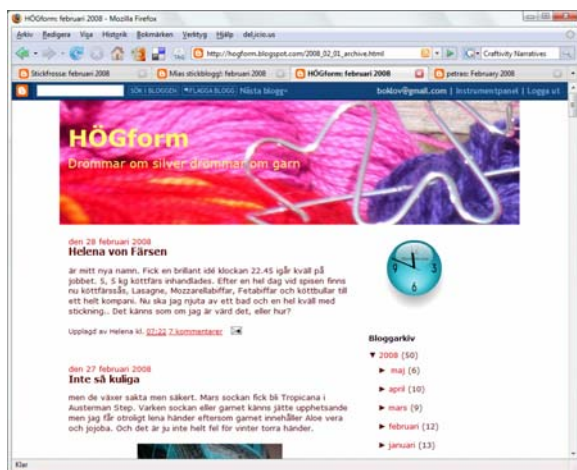 HÖGform: februari 2008 - Mozilla Firefox
Arkiv Redigera Visa Historik Bokmärken Verktyg Hjälp del.icio.us
http://hogform.blogspot.com/2008_02_01_archive.html Craftivity Narratives
Stickfrossa: februari 2008 Mias stickblogg!: februari 2008 HÖGform: februari 2008 petras: February 2008
SÖK I BLOGGEN FLAGGA BLOGG Nästa blogg» boklov@gmail.com | Instrumentpanel | Logga ut
HÖGform
Drömmar om silver drömmar om garn
den 28 februari 2008
Helena von Färsen
är mitt nya namn. Fick en brillant idé klockan 22.45 igår kväll på
jobbet. 5, 5 kg köttfärs inhandlades. Efter en hel dag vid spisen finns
nu köttfärssås, Lasagne, Mozzarellabiffar, Fetabiffar och köttbullar till
ett helt kompani. Nu ska jag njuta av ett bad och en hel kväll med
stickning.. Det känns som om jag är värd det, eller hur?
Upplagd av Helena kl. 07:22 7 kommentarer
den 27 februari 2008
Inte så kuliga
men de växer sakta men säkert. Mars sockan fick bli Tropicana i
Austerman Step. Varken sockan eller garnet känns jätte upphetsande
men jag får otroligt lena händer eftersom garnet innehåller Aloe vera
och jojoba. Och det är ju inte helt fel för vinter torra händer.
9 3
6
Bloggarkiv
▼ 2008 (50)
► maj (6)
► april (10)
► mars (9)
► februari (12)
► januari (13)
Klar